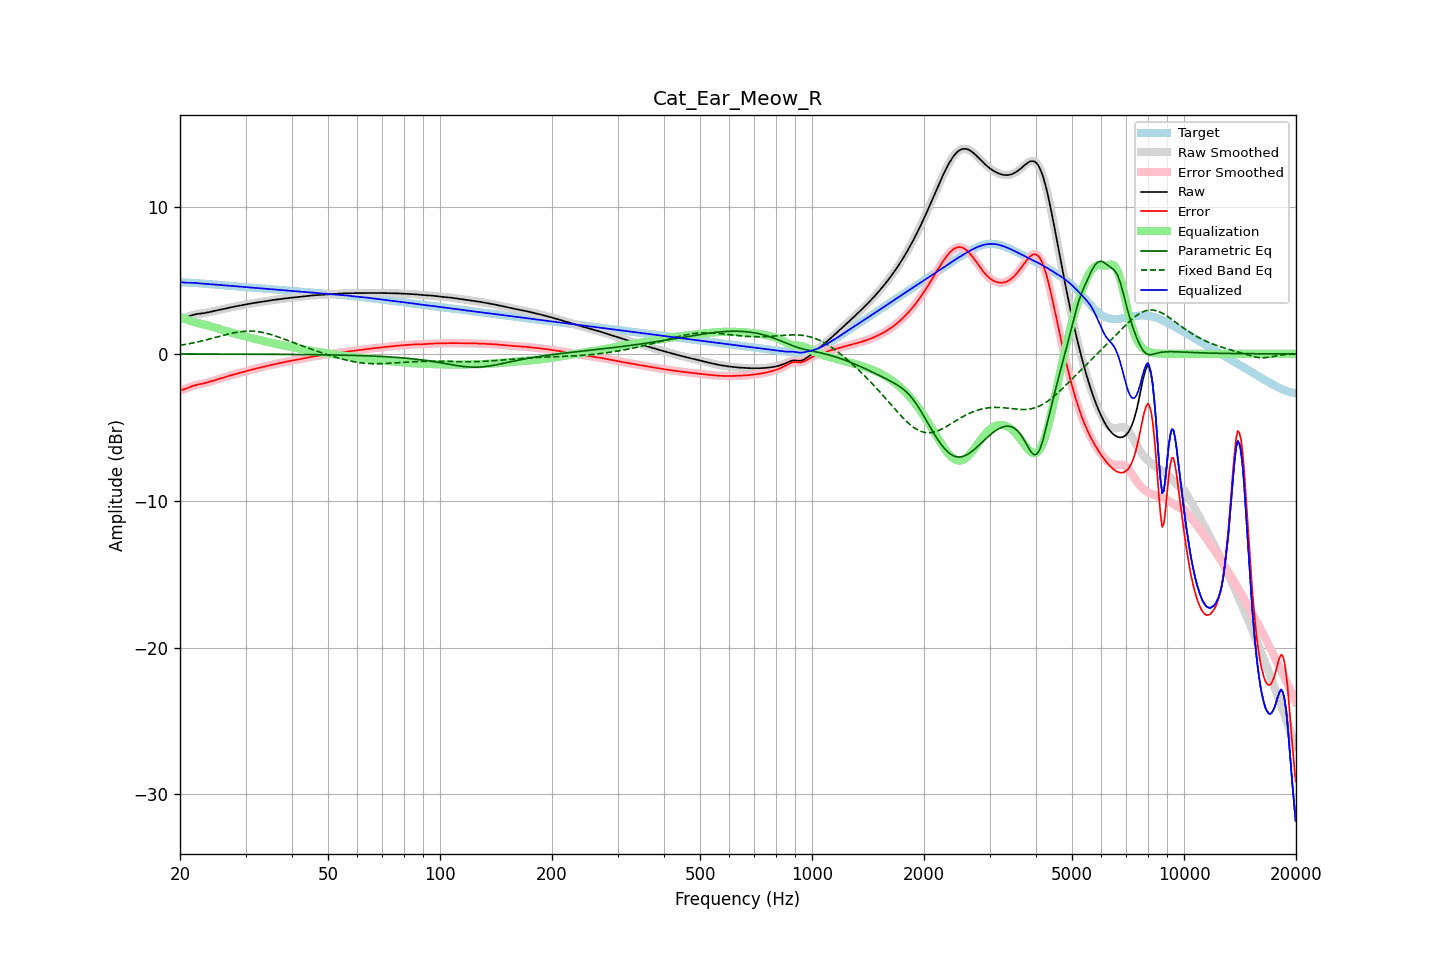 Cat_Ear_Meow_R
Target
Raw Smoothed
Error Smoothed
Raw
Error
Equalization
Parametric Eq
Fixed Band Eq
Equalized
10
0
−10
−20
−30
Amplitude (dBr)
20 50 100 200 500 1000 2000 5000 10000 20000
Frequency (Hz)